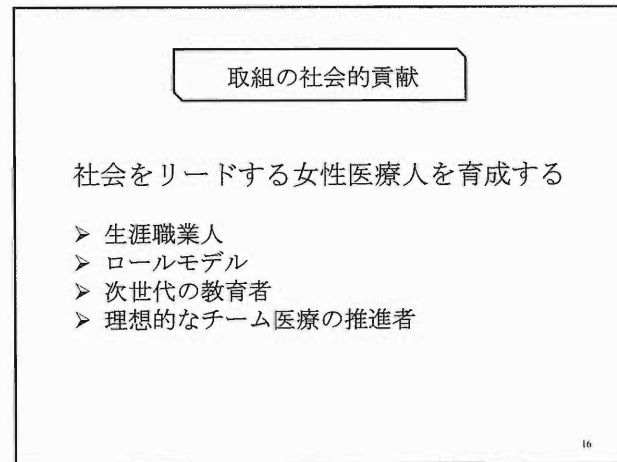 取組の社会的貢献
社会をリードする女性医療人を育成する
➢ 生涯職業人
➢ ロールモデル
➢ 次世代の教育者
➢ 理想的なチーム医療の推進者
16